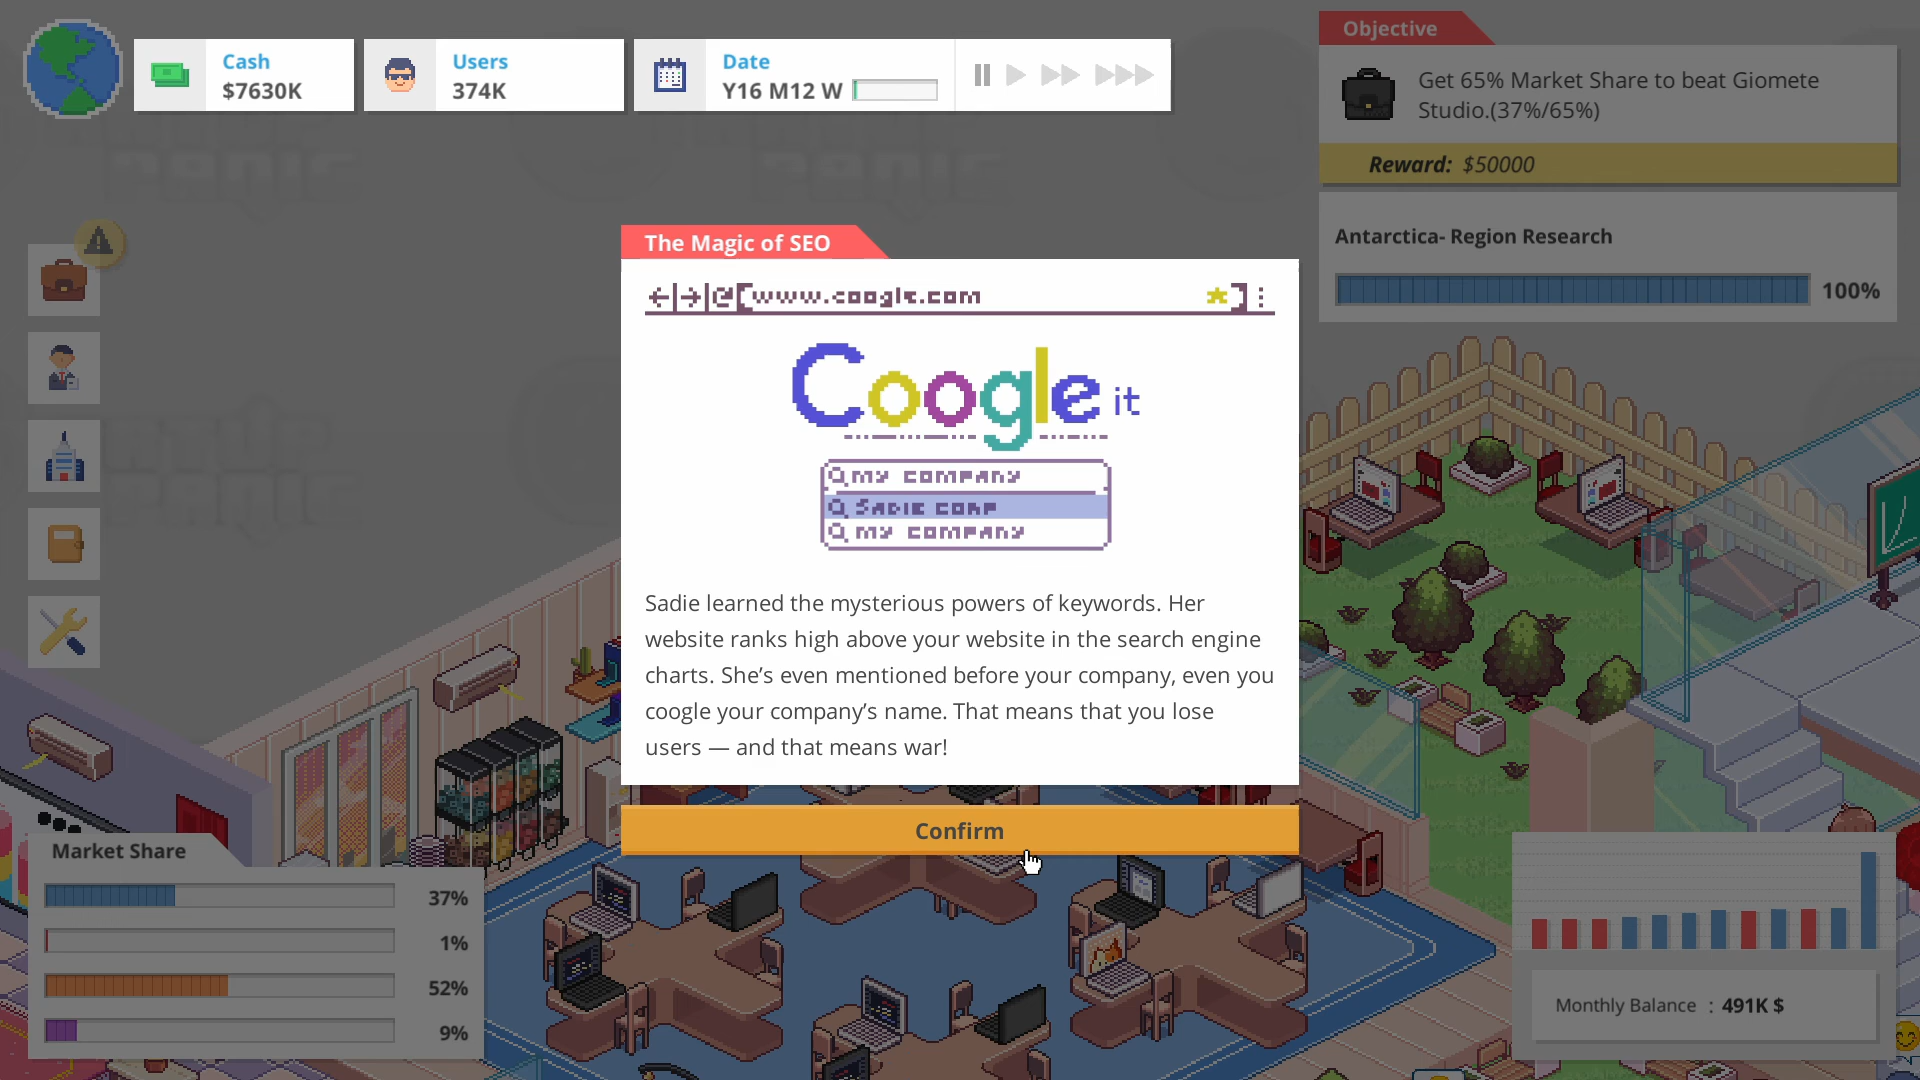 Cash
$7630K
Users
374K
Date
Y16 M12 W
Objective
Get 65% Market Share to beat Giomete
Studio.(37%/65%)
Reward: $50000
Antarctica- Region Research
100%
The Magic of SEO
www.coogle.com
Coogle it
my company
Sadie corp
my company
Sadie learned the mysterious powers of keywords. Her
website ranks high above your website in the search engine
charts. She’s even mentioned before your company, even you
coogle your company’s name. That means that you lose
users — and that means war!
Confirm
Market Share
37%
1%
52%
9%
Monthly Balance : 491K $